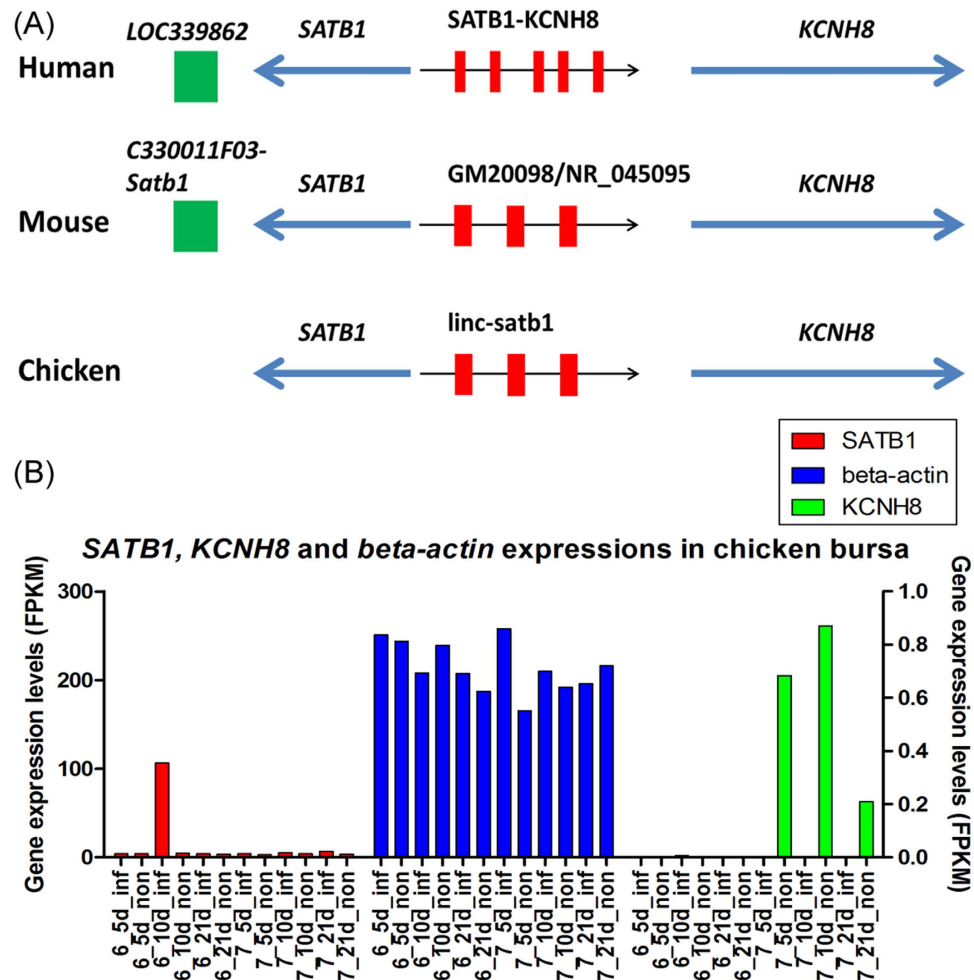 (A)
LOC339862
SATB1
SATB1-KCNH8
KCNH8
Human
C330011F03-
Satb1
SATB1
GM20098/NR_045095
KCNH8
Mouse
SATB1
linc-satb1
KCNH8
Chicken
SATB1
beta-actin
KCNH8
(B)
SATB1, KCNH8 and beta-actin expressions in chicken bursa
Gene expression levels (FPKM)
300
200
100
0
1.0
0.8
0.6
0.4
0.2
0.0
Gene expression levels (FPKM)
6_5d_inf
6_5d_non
6_10d_inf
6_10d_non
6_21d_inf
6_21d_non
7_5d_inf
7_5d_non
7_10d_inf
7_10d_non
7_21d_inf
7_21d_non
6_5d_inf
6_5d_non
6_10d_inf
6_10d_non
6_21d_inf
6_21d_non
7_5d_inf
7_5d_non
7_10d_inf
7_10d_non
7_21d_inf
7_21d_non
6_5d_inf
6_5d_non
6_10d_inf
6_10d_non
6_21d_inf
6_21d_non
7_5d_inf
7_5d_non
7_10d_inf
7_10d_non
7_21d_inf
7_21d_non